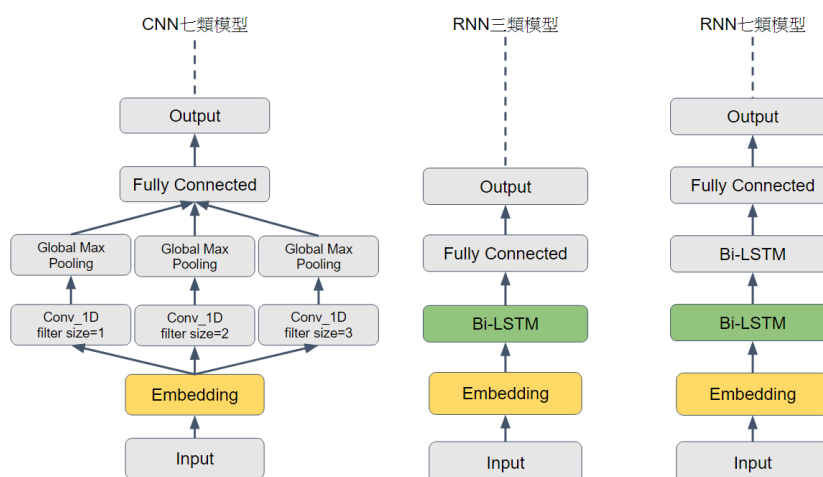 CNN七類模型
Output
Fully Connected
Global Max
Pooling
Global Max
Pooling
Global Max
Pooling
Conv_1D
filter size=1
Conv_1D
filter size=2
Conv_1D
filter size=3
Embedding
Input
RNN三類模型
Output
Fully Connected
Bi-LSTM
Embedding
Input
RNN七類模型
Output
Fully Connected
Bi-LSTM
Bi-LSTM
Embedding
Input